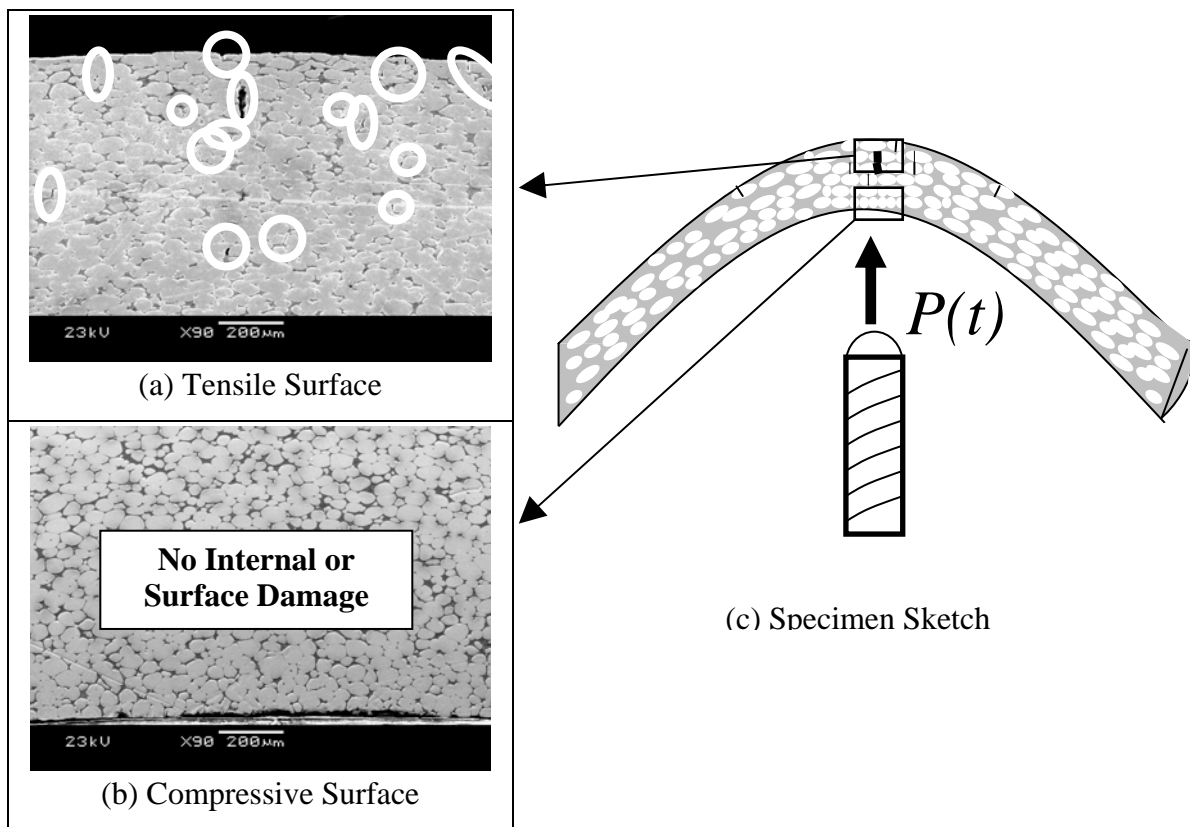 23kV X90 200μm
(a) Tensile Surface
No Internal or
Surface Damage
23kV X90 200μm
(b) Compressive Surface
P(t)
(c) Specimen Sketch